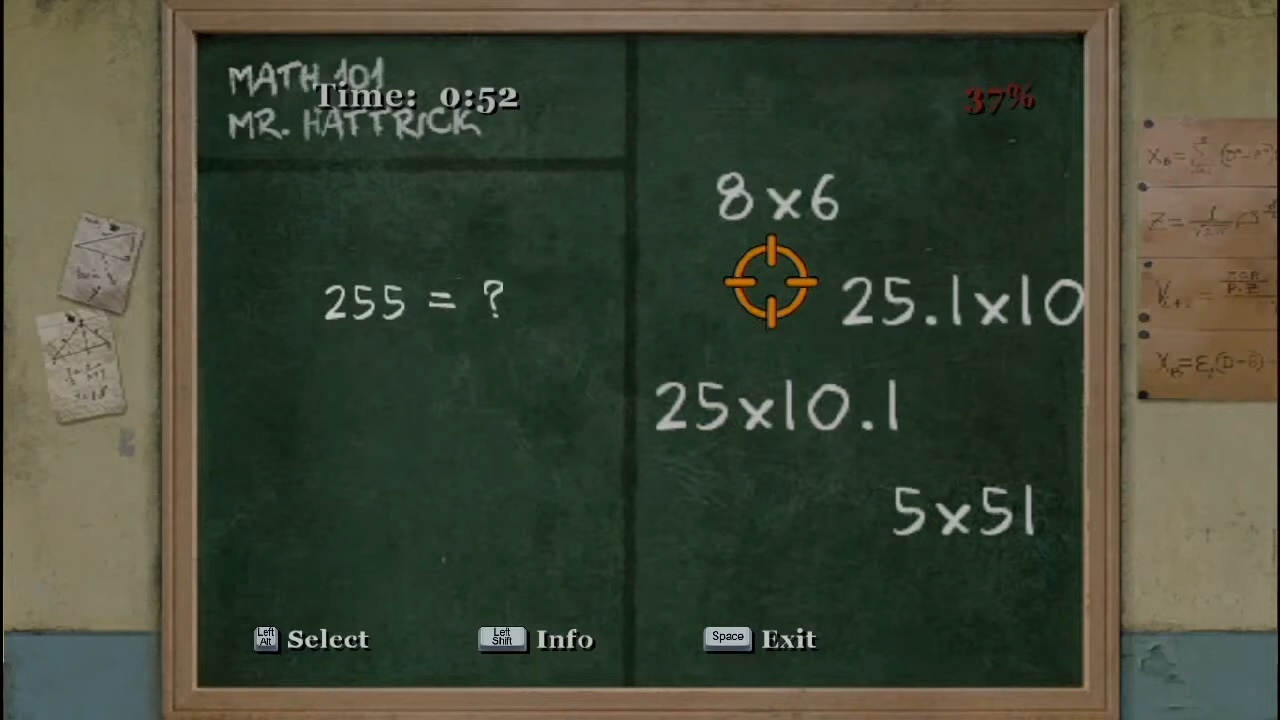 MATH 101
Time: 0:52
37%
MR. HATTRICK
8x6
255 = ?
25.1x10
25x10.1
5x51
Left Alt Select
Left Shift Info
Space Exit